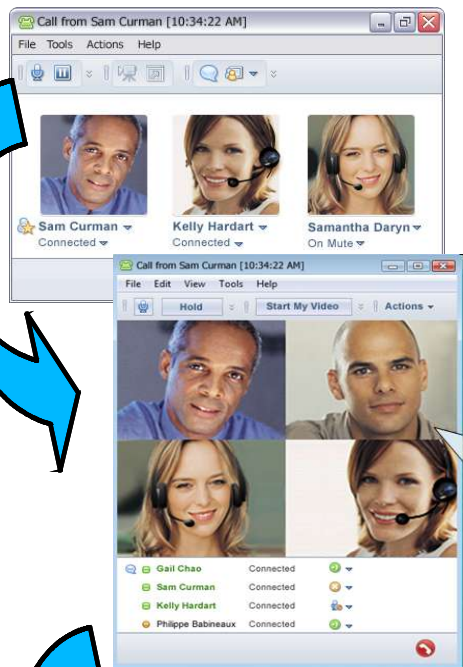 Call from Sam Curman [10:34:22 AM]
File Tools Actions Help
Sam Curman
Connected
Kelly Hardart
Connected
Samantha Daryn
On Mute
Call from Sam Curman [10:34:22 AM]
File Edit View Tools Help
Hold Start My Video Actions
Gail Chao Connected
Sam Curman Connected
Kelly Hardart Connected
Philippe Babineaux Connected